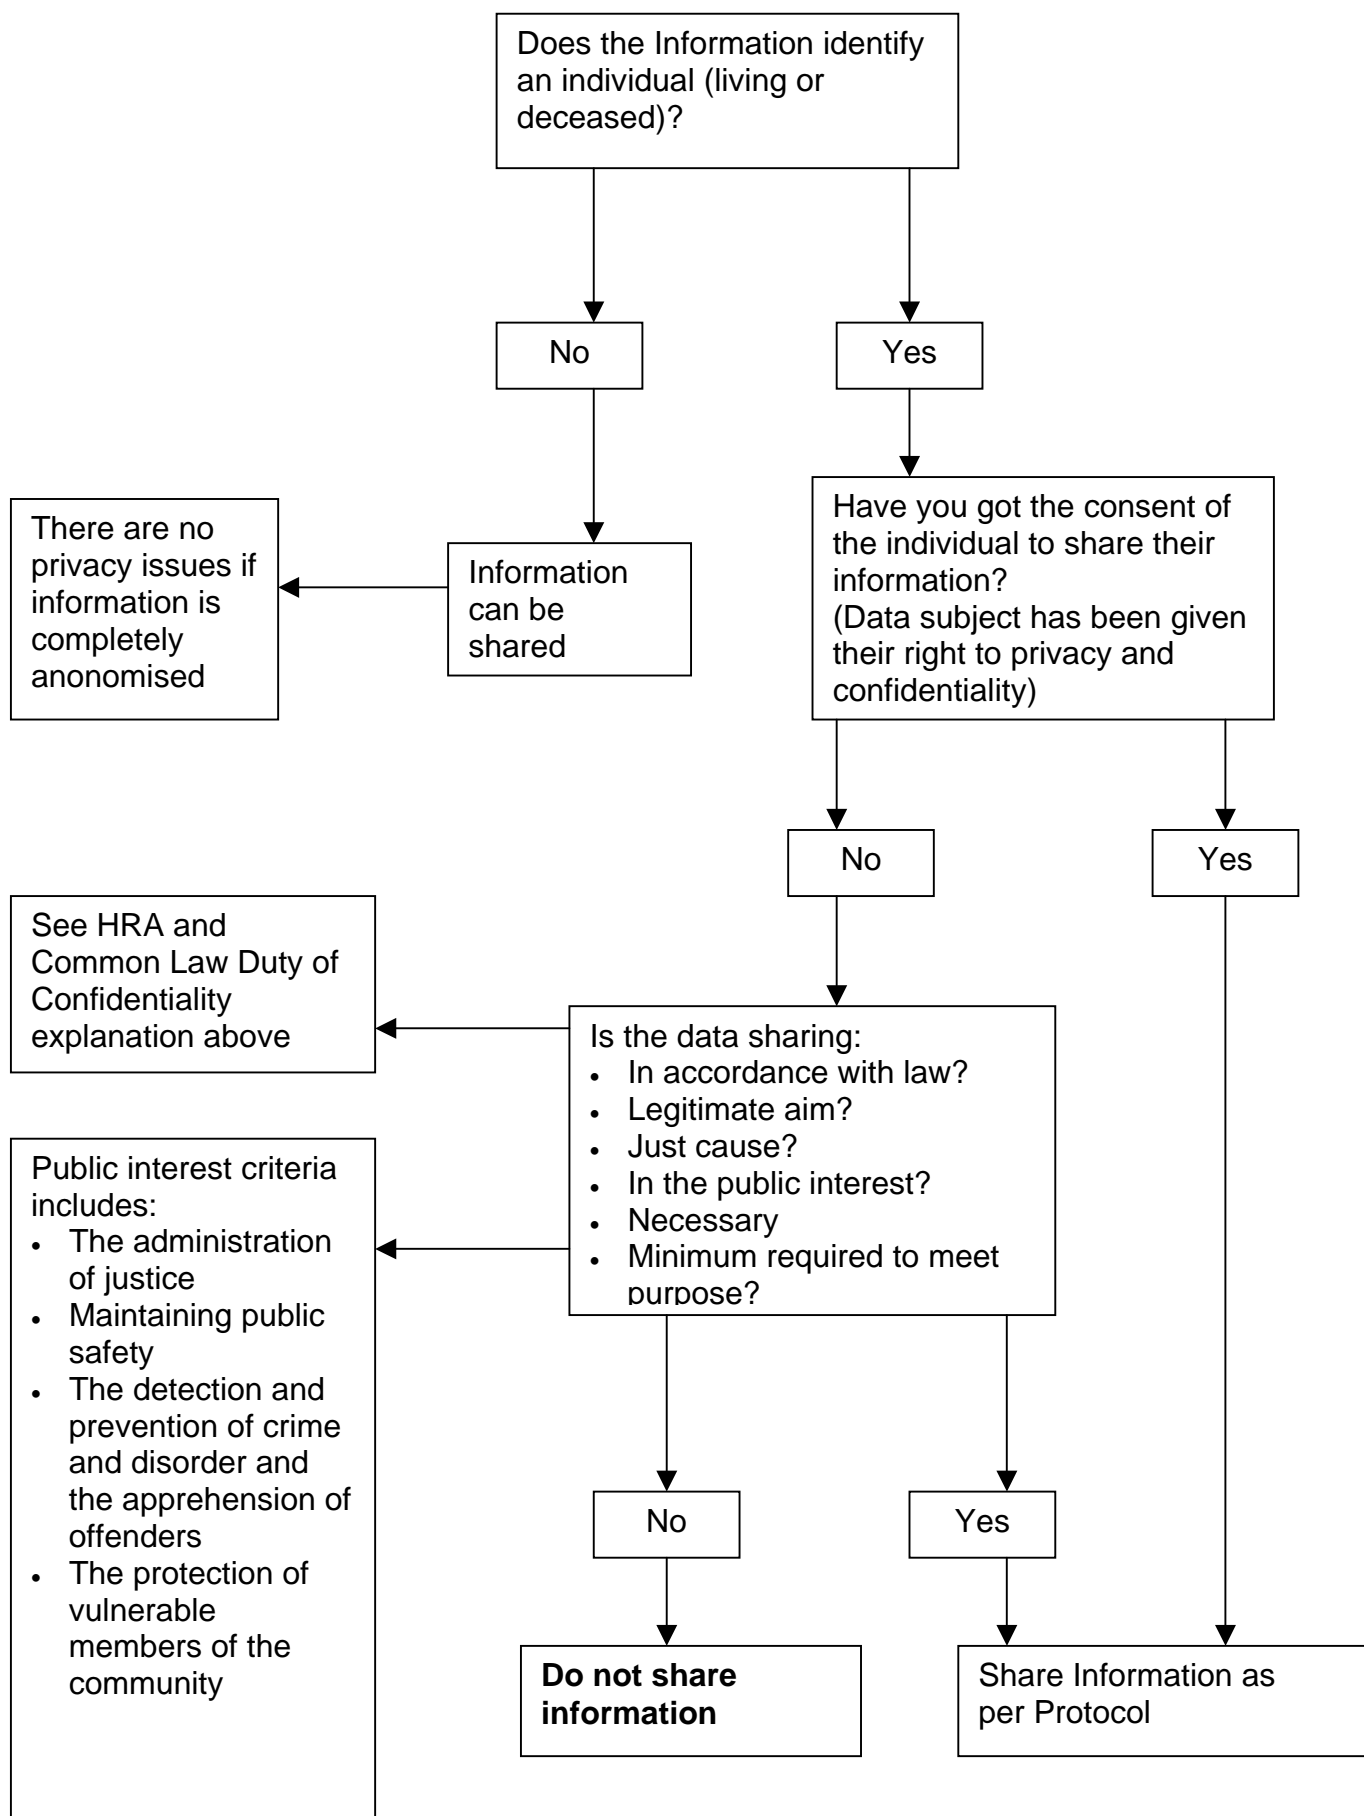 Does the Information identify
an individual (living or
deceased)?
No
Yes
There are no
privacy issues if
information is
completely
anonomised
Information
can be
shared
Have you got the consent of
the individual to share their
information?
(Data subject has been given
their right to privacy and
confidentiality)
No
Yes
See HRA and
Common Law Duty of
Confidentiality
explanation above
Is the data sharing:
• In accordance with law?
• Legitimate aim?
• Just cause?
• In the public interest?
• Necessary
• Minimum required to meet
purpose?
Public interest criteria
includes:
• The administration
of justice
• Maintaining public
safety
• The detection and
prevention of crime
and disorder and
the apprehension of
offenders
• The protection of
vulnerable
members of the
community
No
Yes
Do not share
information
Share Information as
per Protocol